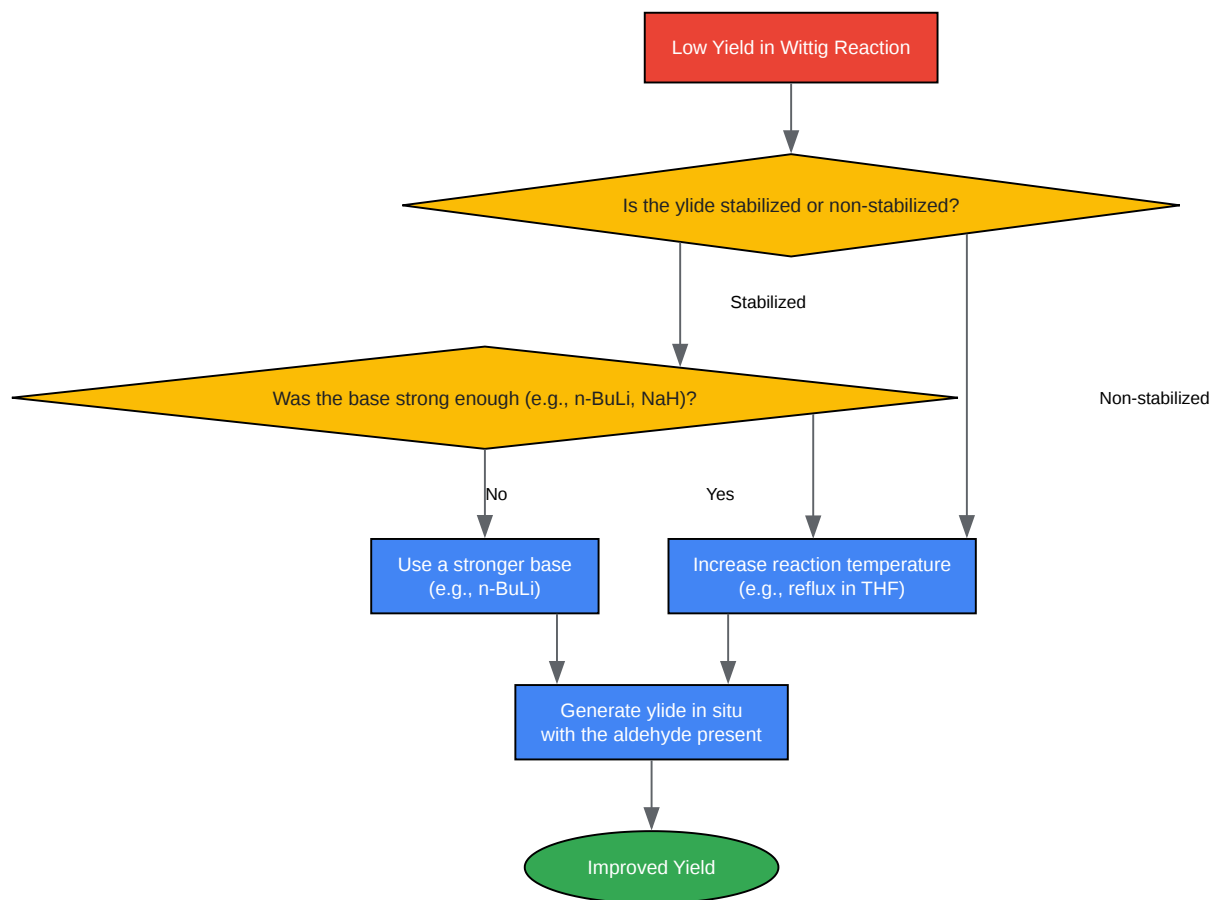 Low Yield in Wittig Reaction
Is the ylide stabilized or non-stabilized?
Stabilized
Was the base strong enough (e.g., n-BuLi, NaH)?
Non-stabilized
No
Yes
Use a stronger base
(e.g., n-BuLi)
Increase reaction temperature
(e.g., reflux in THF)
Generate ylide in situ
with the aldehyde present
Improved Yield